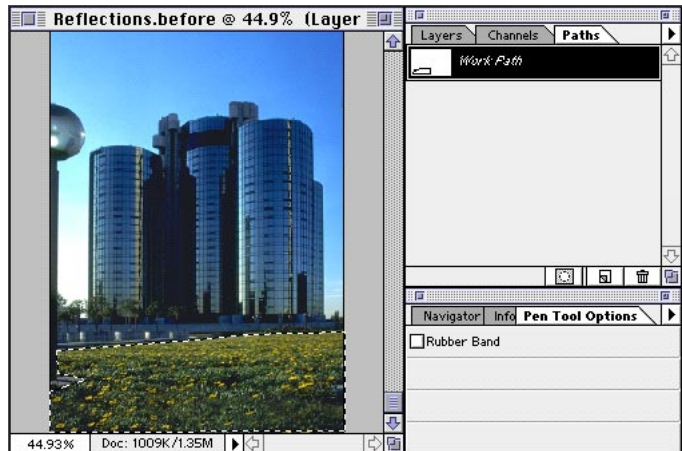 Reflections.before @ 44.9% (Layer
Layers Channels Paths
Work Path
Navigator Info Pen Tool Options
Rubber Band
44.93% Doc: 1009K/1.35M